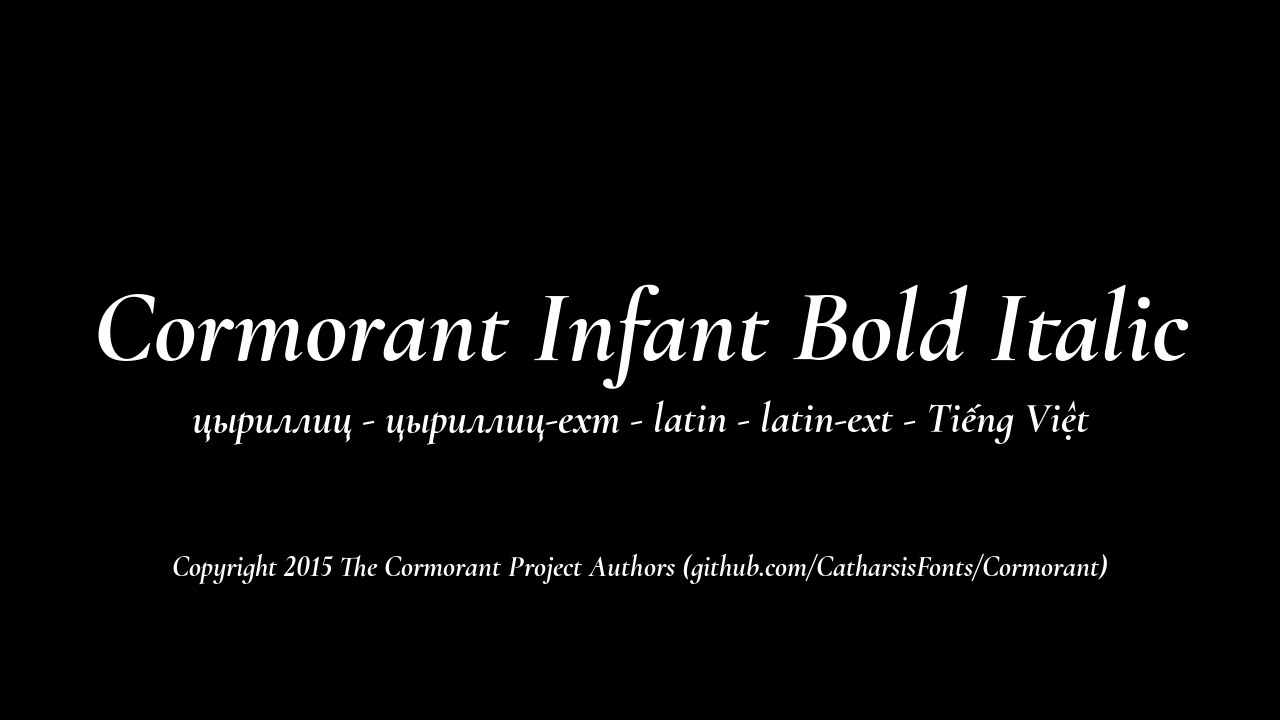 Cormorant Infant Bold Italic
цыриллиц - цыриллиц-ехт - latin - latin-ext - Tiếng Việt
Copyright 2015 The Cormorant Project Authors (github.com/CatharsisFonts/Cormorant)